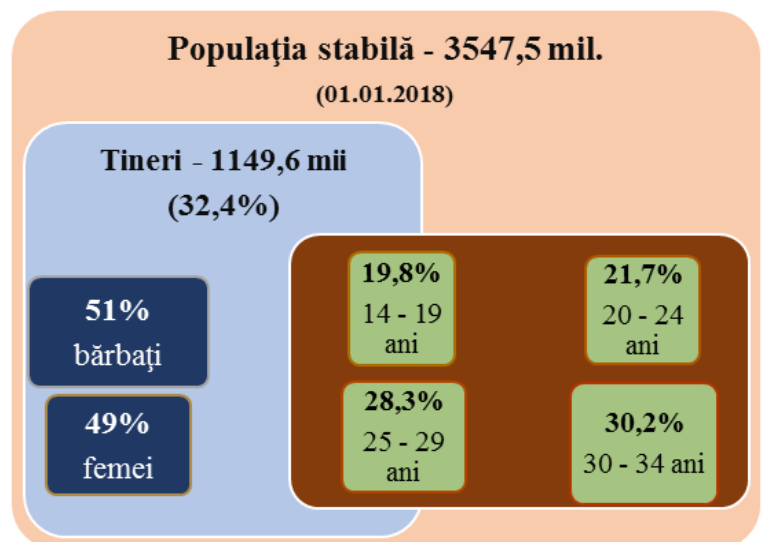 Populaţia stabilă - 3547,5 mil.
(01.01.2018)
Tineri - 1149,6 mii
(32,4%)
51%
bărbaţi
49%
femei
19,8%
14 - 19
ani
21,7%
20 - 24
ani
28,3%
25 - 29
ani
30,2%
30 - 34 ani